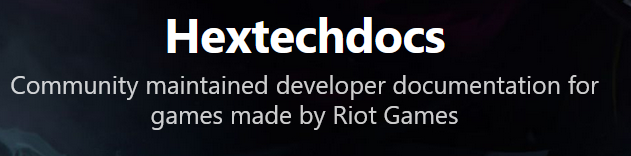 Hextechdocs
Community maintained developer documentation for
games made by Riot Games